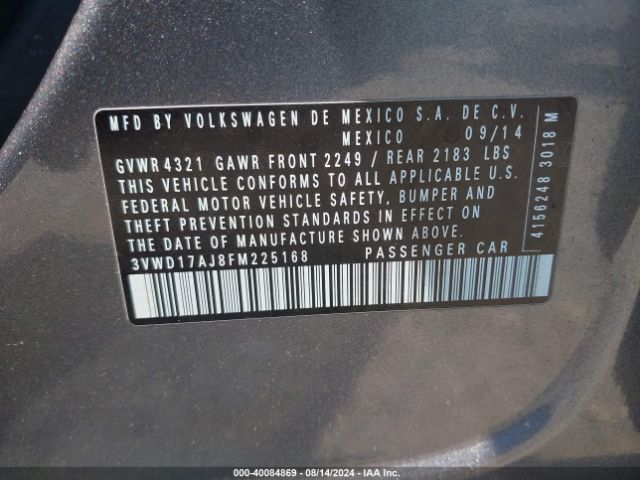 MFD BY VOLKSWAGEN DE MEXICO S.A. DE C.V.
MEXICO 09/14
GVWR 4321 GAWR FRONT 2249 / REAR 2183 LBS
THIS VEHICLE CONFORMS TO ALL APPLICABLE U.S.
FEDERAL MOTOR VEHICLE SAFETY, BUMPER AND
THEFT PREVENTION STANDARDS IN EFFECT ON
THE DATE OF MANUFACTURE SHOWN ABOVE.
3VWD17AJ8FM225168 PASSENGER CAR
4156248 3018 M
000-40084869 - 08/14/2024 - IAA Inc.